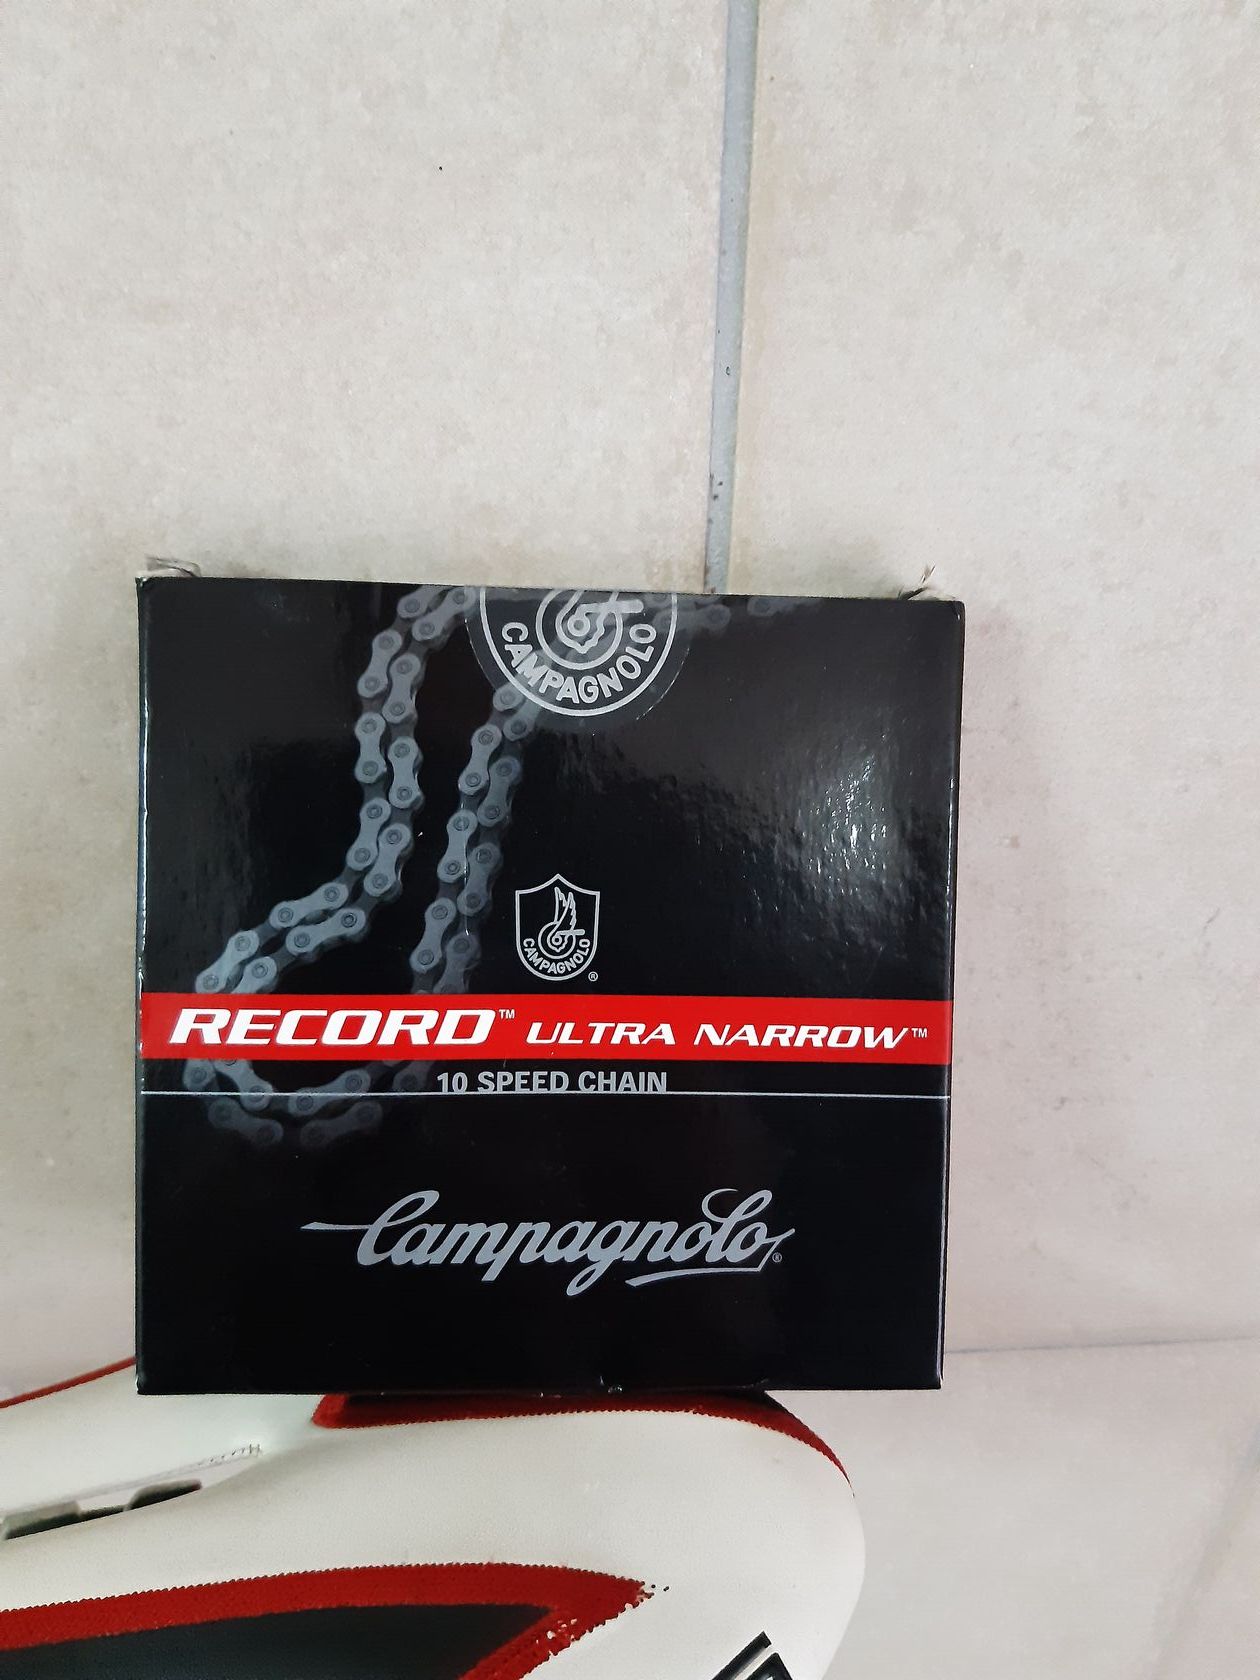 CAMPAGNOLO
CAMPAGNOLO®
RECORD™ ULTRA NARROW™
10 SPEED CHAIN
Campagnolo®